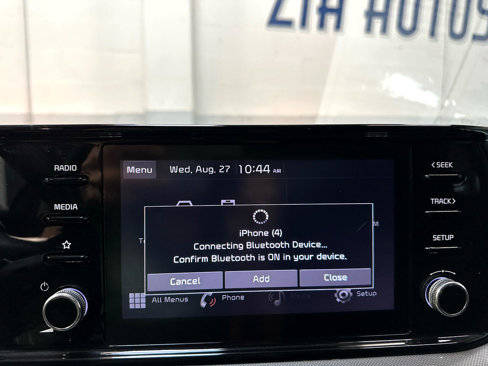 ZIA AUTOS
RADIO
MEDIA
Menu Wed, Aug. 27 10:44 AM
< SEEK
TRACK >
SETUP
iPhone (4)
Connecting Bluetooth Device...
Confirm Bluetooth is ON in your device.
Cancel Add Close
All Menus Phone Media Setup